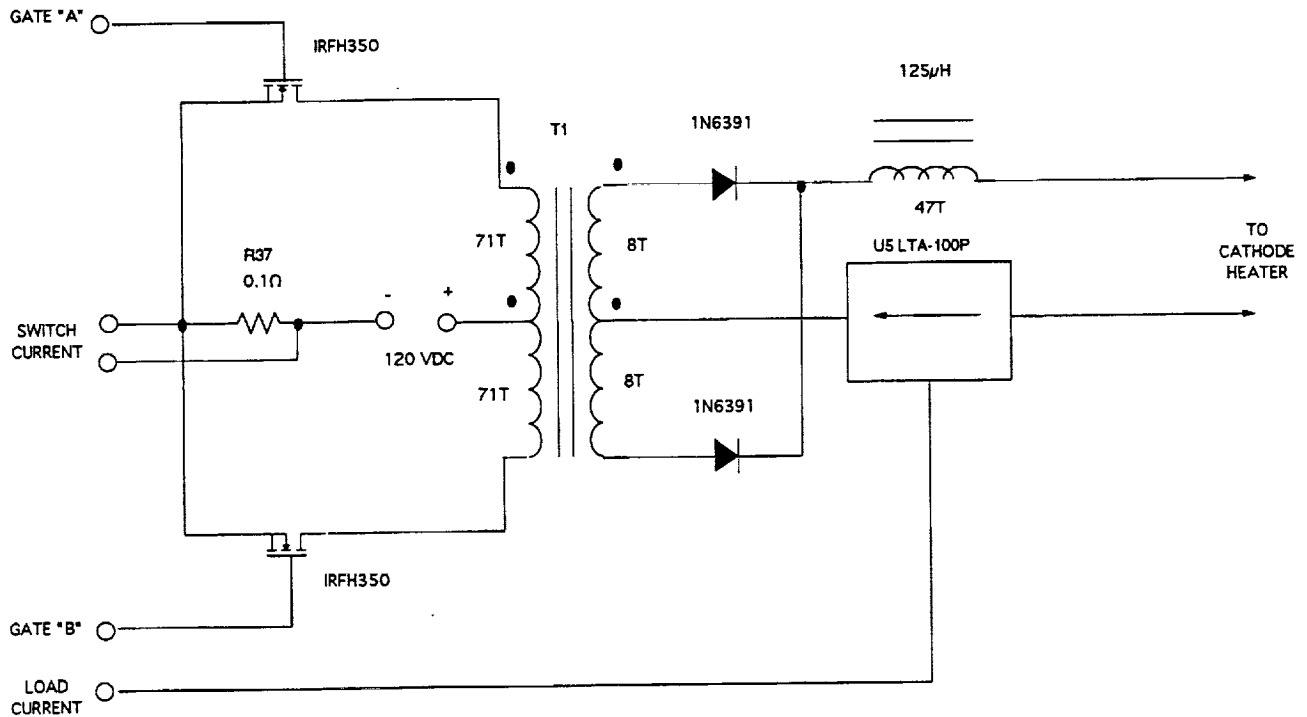 GATE "A"
IRFH350
125µH
T1
1N6391
47T
71T
8T
U5 LTA-100P
TO
CATHODE
HEATER
R37
0.1Ω
- +
SWITCH
CURRENT
120 VDC
71T
8T
1N6391
IRFH350
GATE "B"
LOAD
CURRENT